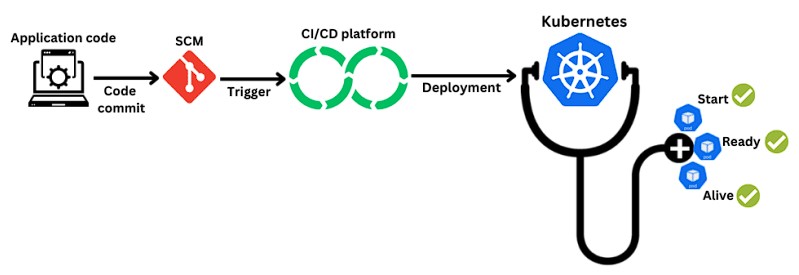 Application code
Code
commit
SCM
Trigger
CI/CD platform
Deployment
Kubernetes
Start
pod
Ready
pod
Alive
pod